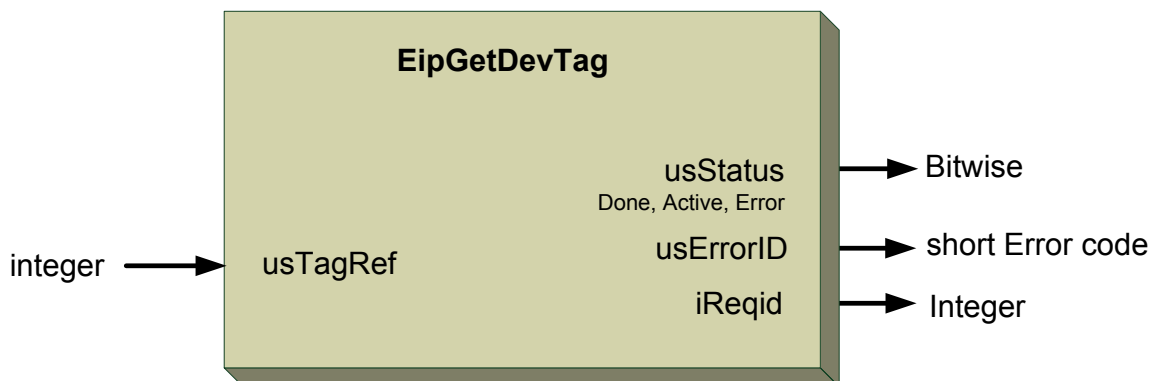 EipGetDevTag
usStatus
Bitwise
Done, Active, Error
usErrorID
short Error code
integer
usTagRef
iReqid
Integer